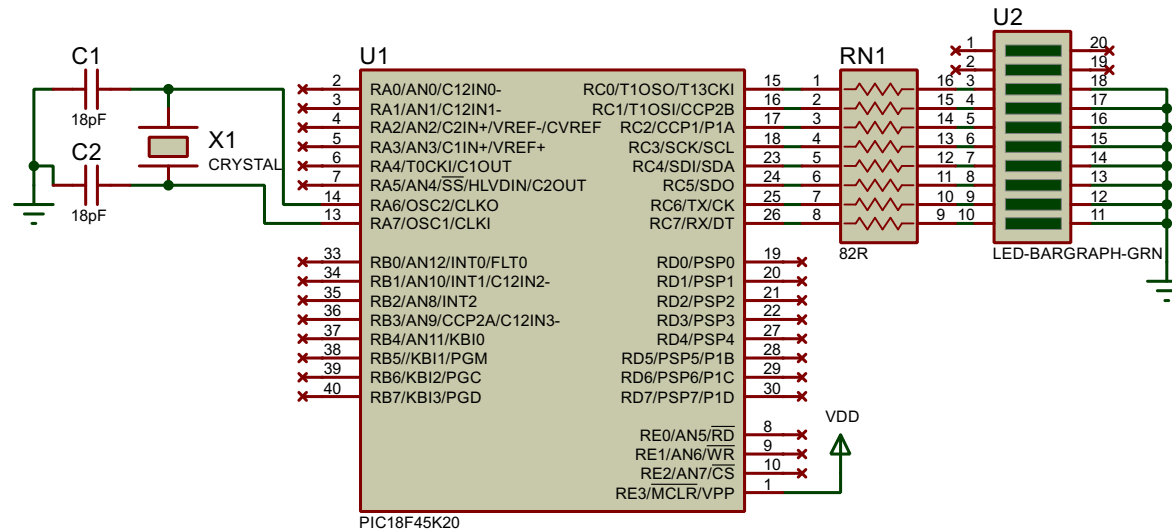 C1
18pF
C2
18pF
X1
CRYSTAL
U1
2 RA0/AN0/C12IN0-
3 RA1/AN1/C12IN1-
4 RA2/AN2/C2IN+/VREF-/CVREF
5 RA3/AN3/C1IN+/VREF+
6 RA4/T0CKI/C1OUT
7 RA5/AN4/SS/HLVDIN/C2OUT
14 RA6/OSC2/CLKO
13 RA7/OSC1/CLKI
33 RB0/AN12/INT0/FLT0
34 RB1/AN10/INT1/C12IN2-
35 RB2/AN8/INT2
36 RB3/AN9/CCP2A/C12IN3-
37 RB4/AN11/KBI0
38 RB5//KBI1/PGM
39 RB6/KBI2/PGC
40 RB7/KBI3/PGD
RC0/T1OSO/T13CKI 15
RC1/T1OSI/CCP2B 16
RC2/CCP1/P1A 17
RC3/SCK/SCL 18
RC4/SDI/SDA 23
RC5/SDO 24
RC6/TX/CK 25
RC7/RX/DT 26
RD0/PSP0 19
RD1/PSP1 20
RD2/PSP2 21
RD3/PSP3 22
RD4/PSP4 27
RD5/PSP5/P1B 28
RD6/PSP6/P1C 29
RD7/PSP7/P1D 30
RE0/AN5/RD 8
RE1/AN6/WR 9
RE2/AN7/CS 10
RE3/MCLR/VPP 1
PIC18F45K20
VDD
RN1
1 16
2 15
3 14
4 13
5 12
6 11
7 10
8 9
82R
U2
1 20
2 19
3 18
4 17
5 16
6 15
7 14
8 13
9 12
10 11
LED-BARGRAPH-GRN